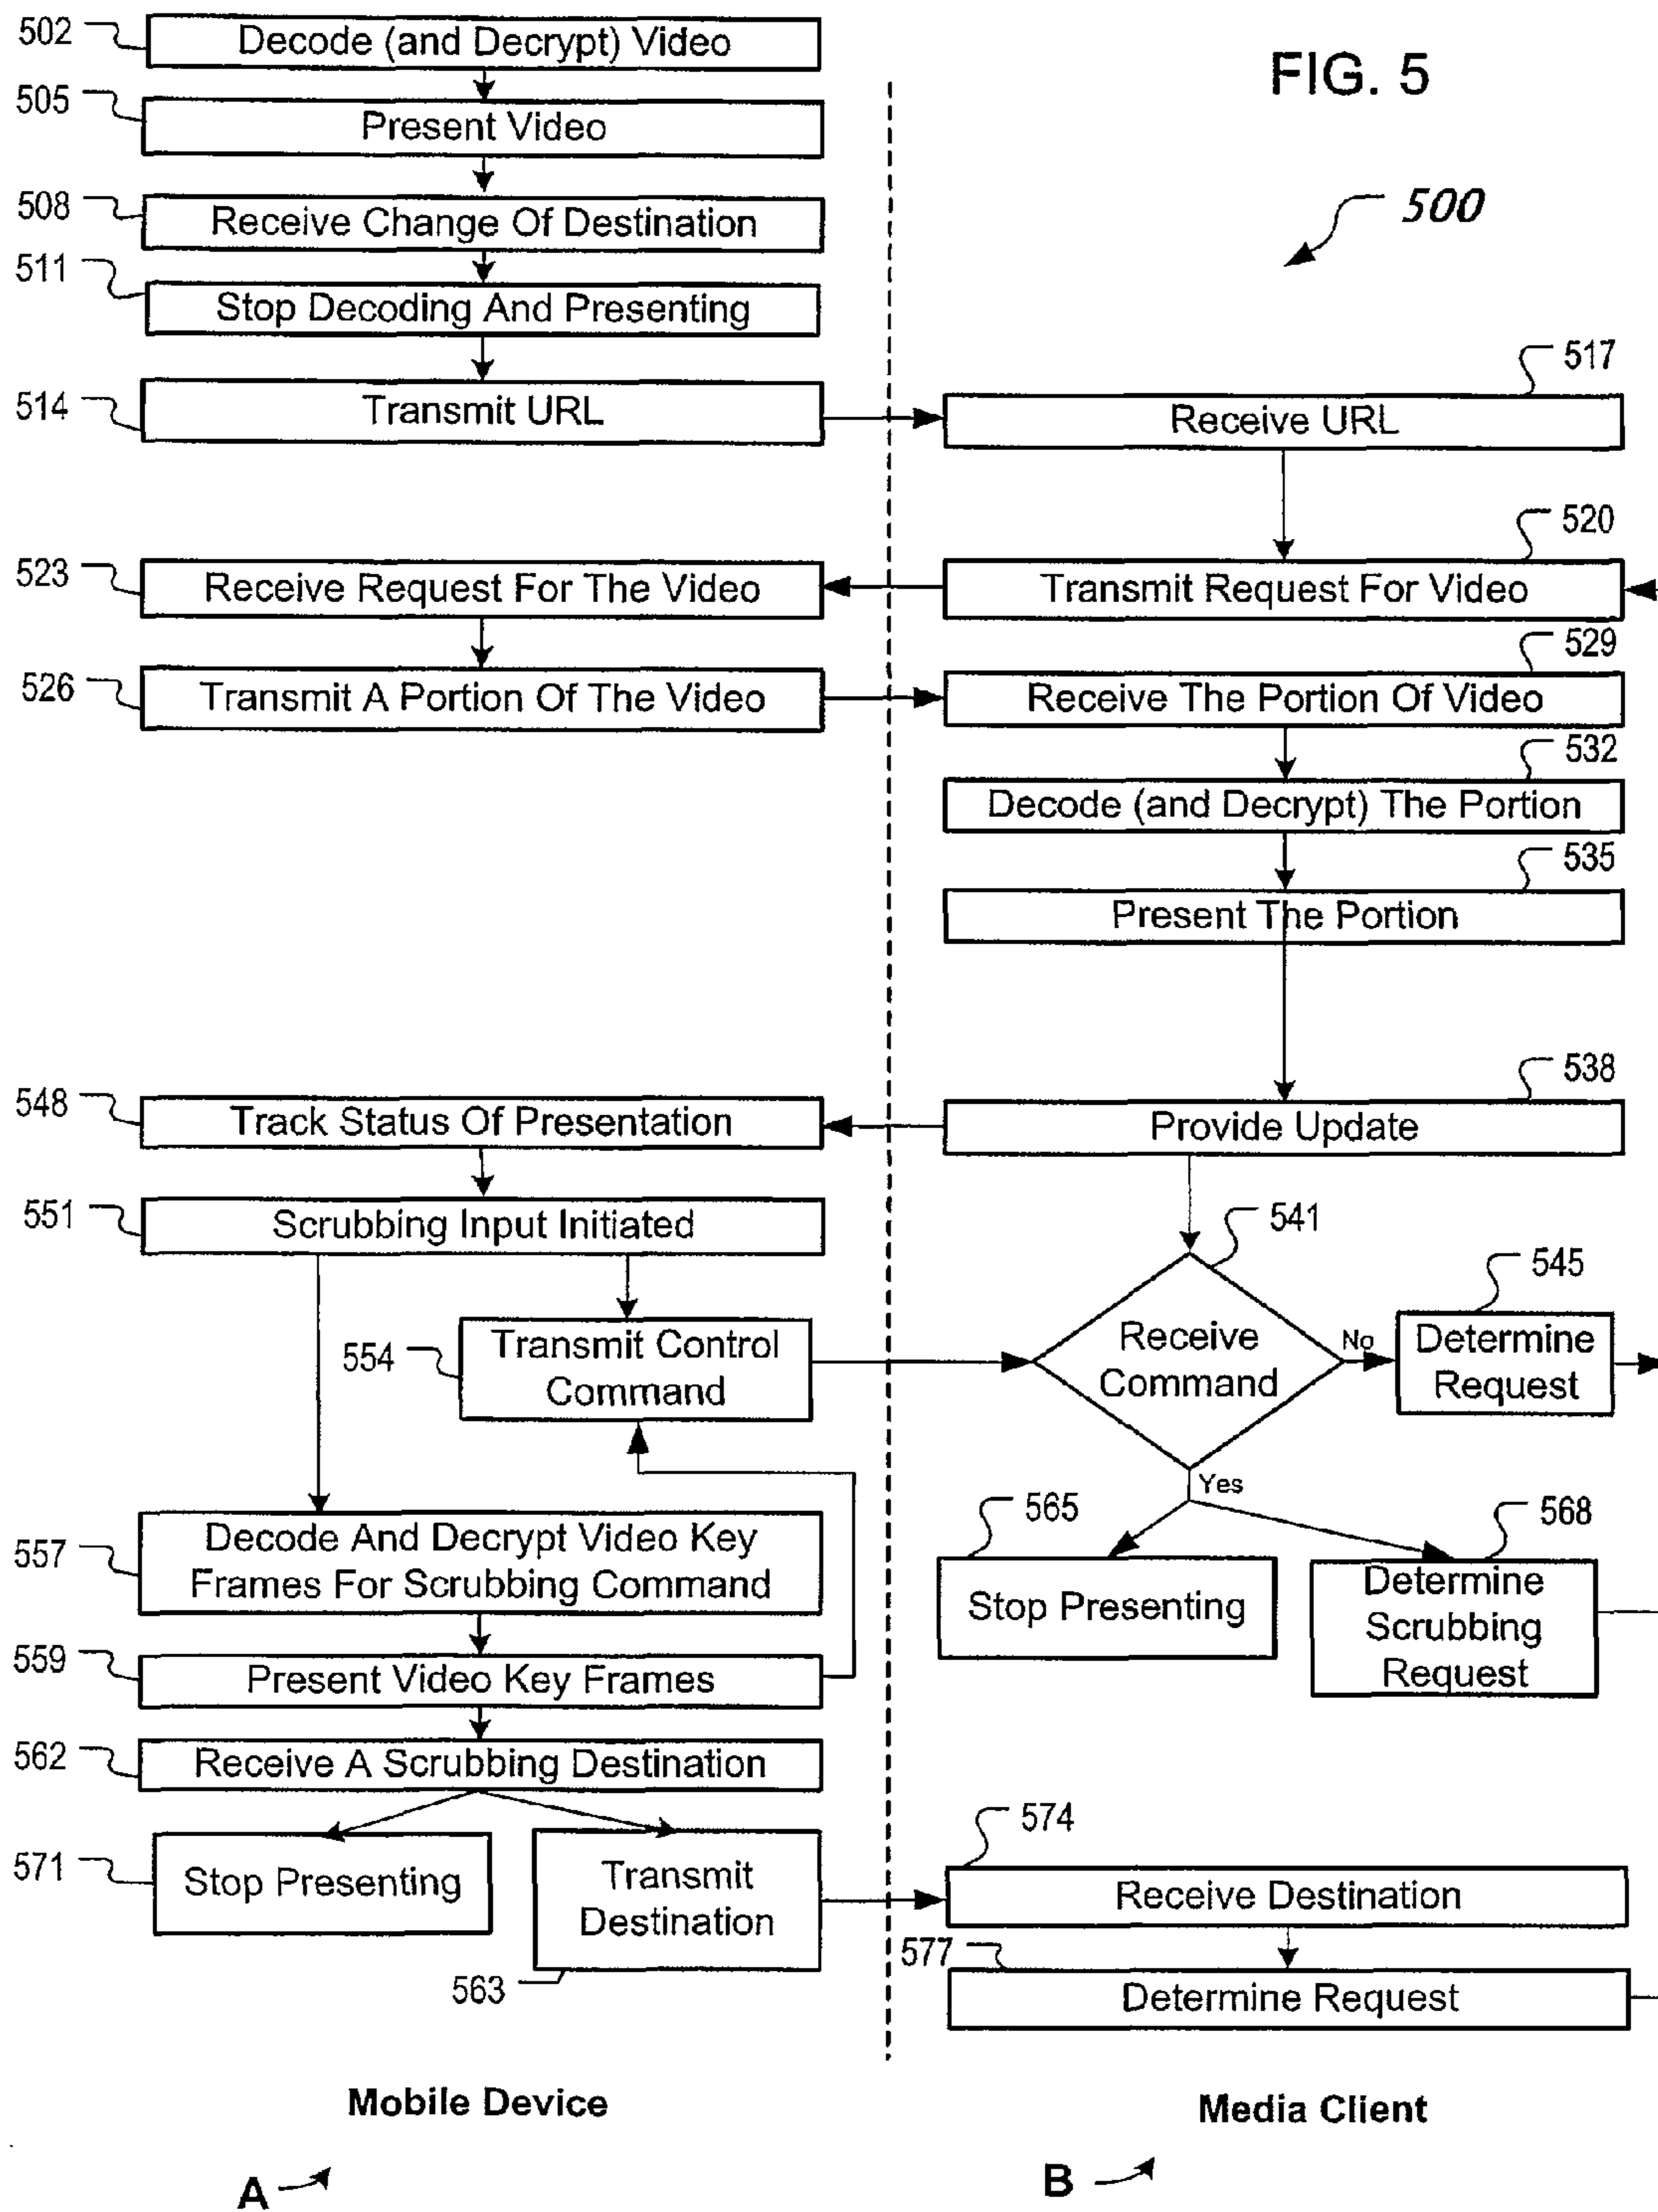 FIG. 5
500
502
Decode (and Decrypt) Video
505
Present Video
508
Receive Change Of Destination
511
Stop Decoding And Presenting
514
Transmit URL
517
Receive URL
520
Transmit Request For Video
523
Receive Request For The Video
526
Transmit A Portion Of The Video
529
Receive The Portion Of Video
532
Decode (and Decrypt) The Portion
535
Present The Portion
538
Provide Update
548
Track Status Of Presentation
551
Scrubbing Input Initiated
541
Receive
Command
No
545
Determine
Request
554
Transmit Control
Command
Yes
557
Decode And Decrypt Video Key
Frames For Scrubbing Command
565
Stop Presenting
568
Determine
Scrubbing
Request
559
Present Video Key Frames
562
Receive A Scrubbing Destination
571
Stop Presenting
Transmit
Destination
563
574
Receive Destination
577
Determine Request
Mobile Device
Media Client
A
B